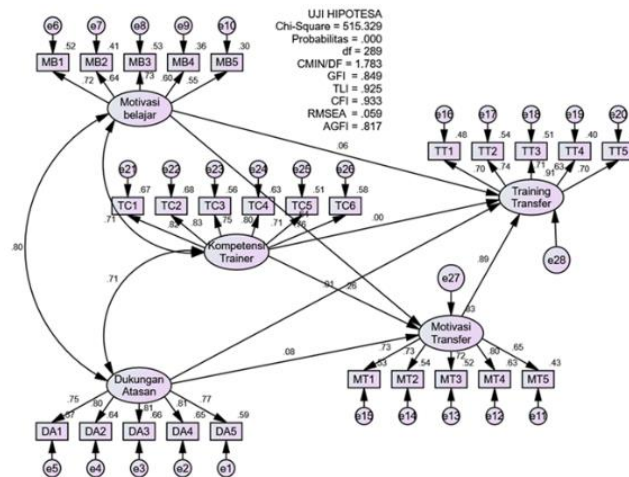 UJI HIPOTESA
Chi-Square = 515.329
Probabilitas = .000
df = 289
CMIN/DF = 1.783
GFI = .849
TLI = .925
CFI = .933
RMSEA = .059
AGFI = .817
e6 e7 e8 e9 e10
.52 .41 .53 .36 .30
MB1 MB2 MB3 MB4 MB5
.72 .64 .73 .60 .55
Motivasi
belajar
e16 e17 e18 e19 e20
.48 .54 .51 .40
TT1 TT2 TT3 TT4 TT5
.70 .74 .71 .63 .70
.91
Training
Transfer
e28
.06
e21 e22 e23 e24 e25 e26
.67 .68 .56 .63 .51 .58
TC1 TC2 TC3 TC4 TC5 TC6
.82 .83 .75 .80 .71 .76
Kompetensi
Trainer
.71
.00
.80
.71
.26
.89
e27
.83
Motivasi
Transfer
.08
Dukungan
Atasan
.73 .73 .72 .80 .65
.53 .54 .52 .63 .43
MT1 MT2 MT3 MT4 MT5
e15 e14 e13 e12 e11
.75 .80 .81 .81 .77
.57 .64 .66 .65 .59
DA1 DA2 DA3 DA4 DA5
e5 e4 e3 e2 e1